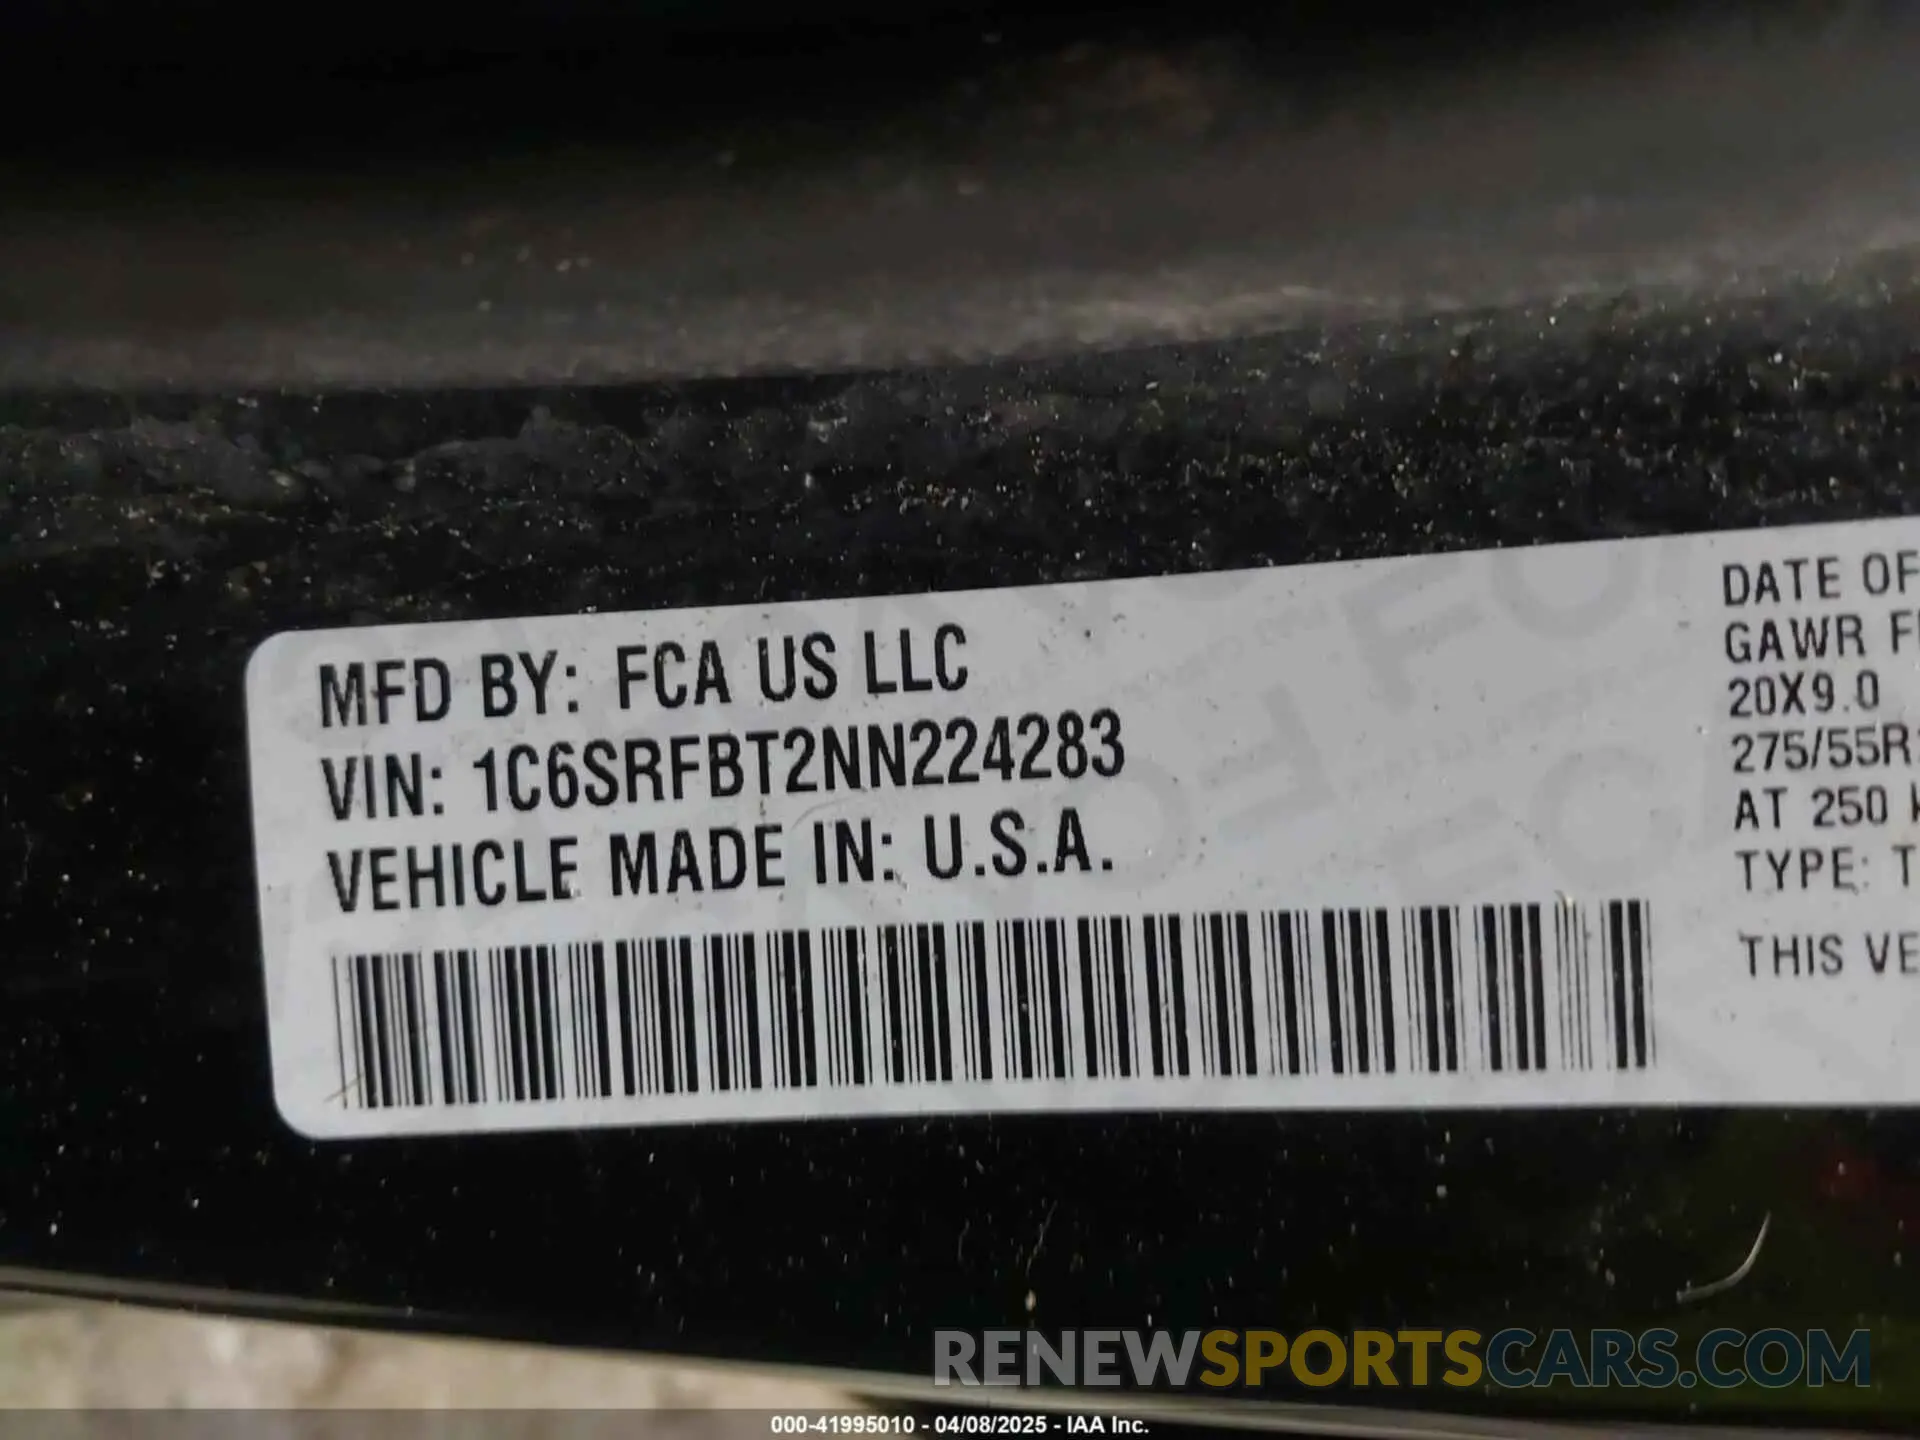 MFD BY: FCA US LLC
VIN: 1C6SRFBT2NN224283
VEHICLE MADE IN: U.S.A.
DATE OF
GAWR
20X9.0
275/55R
AT 250
TYPE: T
THIS VE
RENEWSPORTSCARS.COM
000-41995010 - 04/08/2025 - IAA Inc.